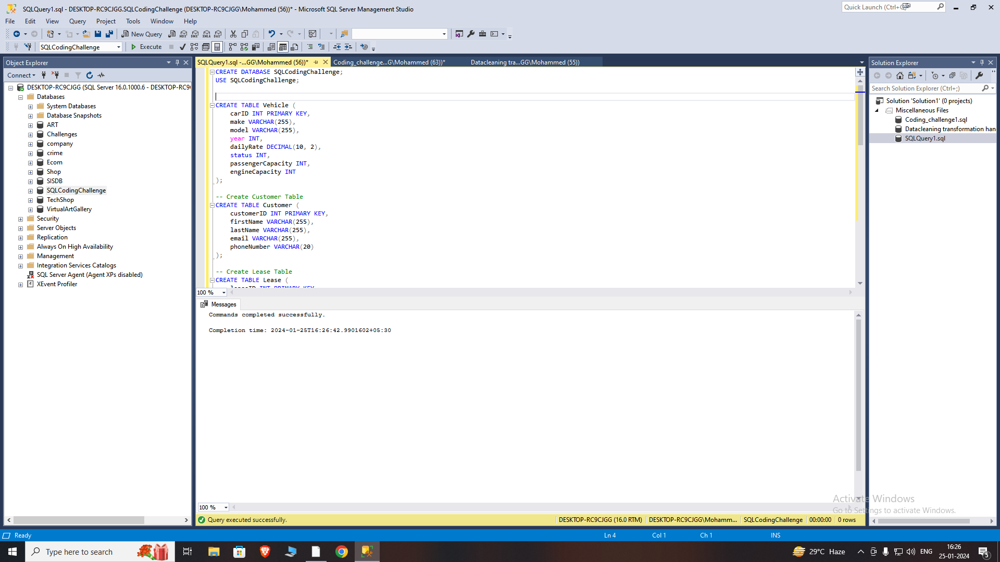 SQLQuery1.sql - DESKTOP-RC9CJGG.SQLCodingChallenge (DESKTOP-RC9CJGG\Mohammed (56))* - Microsoft SQL Server Management Studio
Quick Launch (Ctrl+Q)
File Edit View Query Project Tools Window Help
New Query
MDX DMX XMLA DAX
SQLCodingChallenge
Execute
Object Explorer
Connect
DESKTOP-RC9CJGG (SQL Server 16.0.1000.6 - DESKTOP-RC9
Databases
System Databases
Database Snapshots
ART
Challenges
company
crime
Ecom
Shop
SISDB
SQLCodingChallenge
TechShop
VirtualArtGallery
Security
Server Objects
Replication
Always On High Availability
Management
Integration Services Catalogs
SQL Server Agent (Agent XPs disabled)
XEvent Profiler
SQLQuery1.sql -...GG\Mohammed (56))*
Coding_challenge...G\Mohammed (63))*
Datacleaning tra...GG\Mohammed (55))
CREATE DATABASE SQLCodingChallenge;
USE SQLCodingChallenge;
CREATE TABLE Vehicle (
carID INT PRIMARY KEY,
make VARCHAR(255),
model VARCHAR(255),
year INT,
dailyRate DECIMAL(10, 2),
status INT,
passengerCapacity INT,
engineCapacity INT
);
-- Create Customer Table
CREATE TABLE Customer (
customerID INT PRIMARY KEY,
firstName VARCHAR(255),
lastName VARCHAR(255),
email VARCHAR(255),
phoneNumber VARCHAR(20)
);
-- Create Lease Table
CREATE TABLE Lease (
leaseID INT PRIMARY KEY
100 %
Messages
Commands completed successfully.
Completion time: 2024-01-25T16:26:42.9901602+05:30
100 %
Query executed successfully.
DESKTOP-RC9CJGG (16.0 RTM)
DESKTOP-RC9CJGG\Mohamm...
SQLCodingChallenge
00:00:00
0 rows
Solution Explorer
Search Solution Explorer (Ctrl+;)
Solution 'Solution1' (0 projects)
Miscellaneous Files
Coding_challenge1.sql
Datacleaning transformation han
SQLQuery1.sql
Activate Windows
Go to Settings to activate Windows.
Ready
Ln 4
Col 1
Ch 1
INS
Type here to search
29°C Haze
ENG
16:26
25-01-2024
5